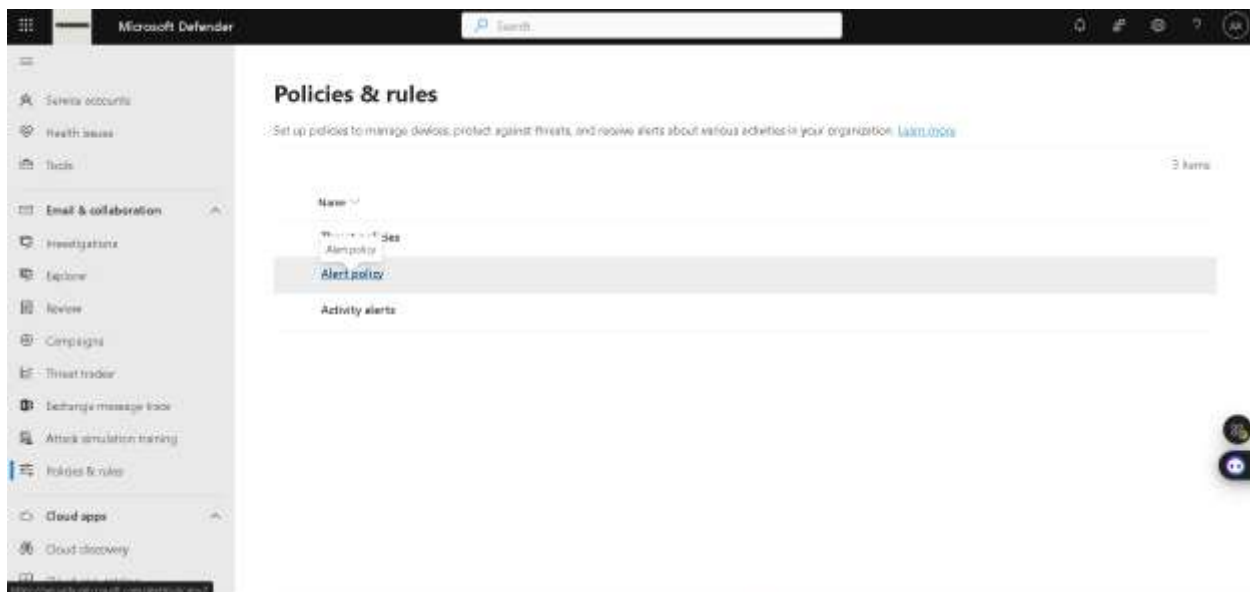 Microsoft Defender
Search
AR
Service accounts
Health issues
Tools
Email & collaboration
Investigations
Explorer
Review
Campaigns
Threat tracker
Exchange message trace
Attack simulation training
Policies & rules
Cloud apps
Cloud discovery
Policies & rules
Set up policies to manage devices, protect against threats, and receive alerts about various activities in your organization. Learn more
3 items
Name
Alert policy
Alert policy
Activity alerts